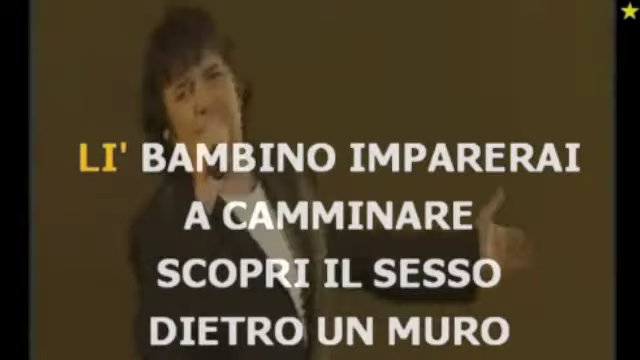 LI' BAMBINO IMPARERAI
A CAMMINARE
SCOPRI IL SESSO
DIETRO UN MURO